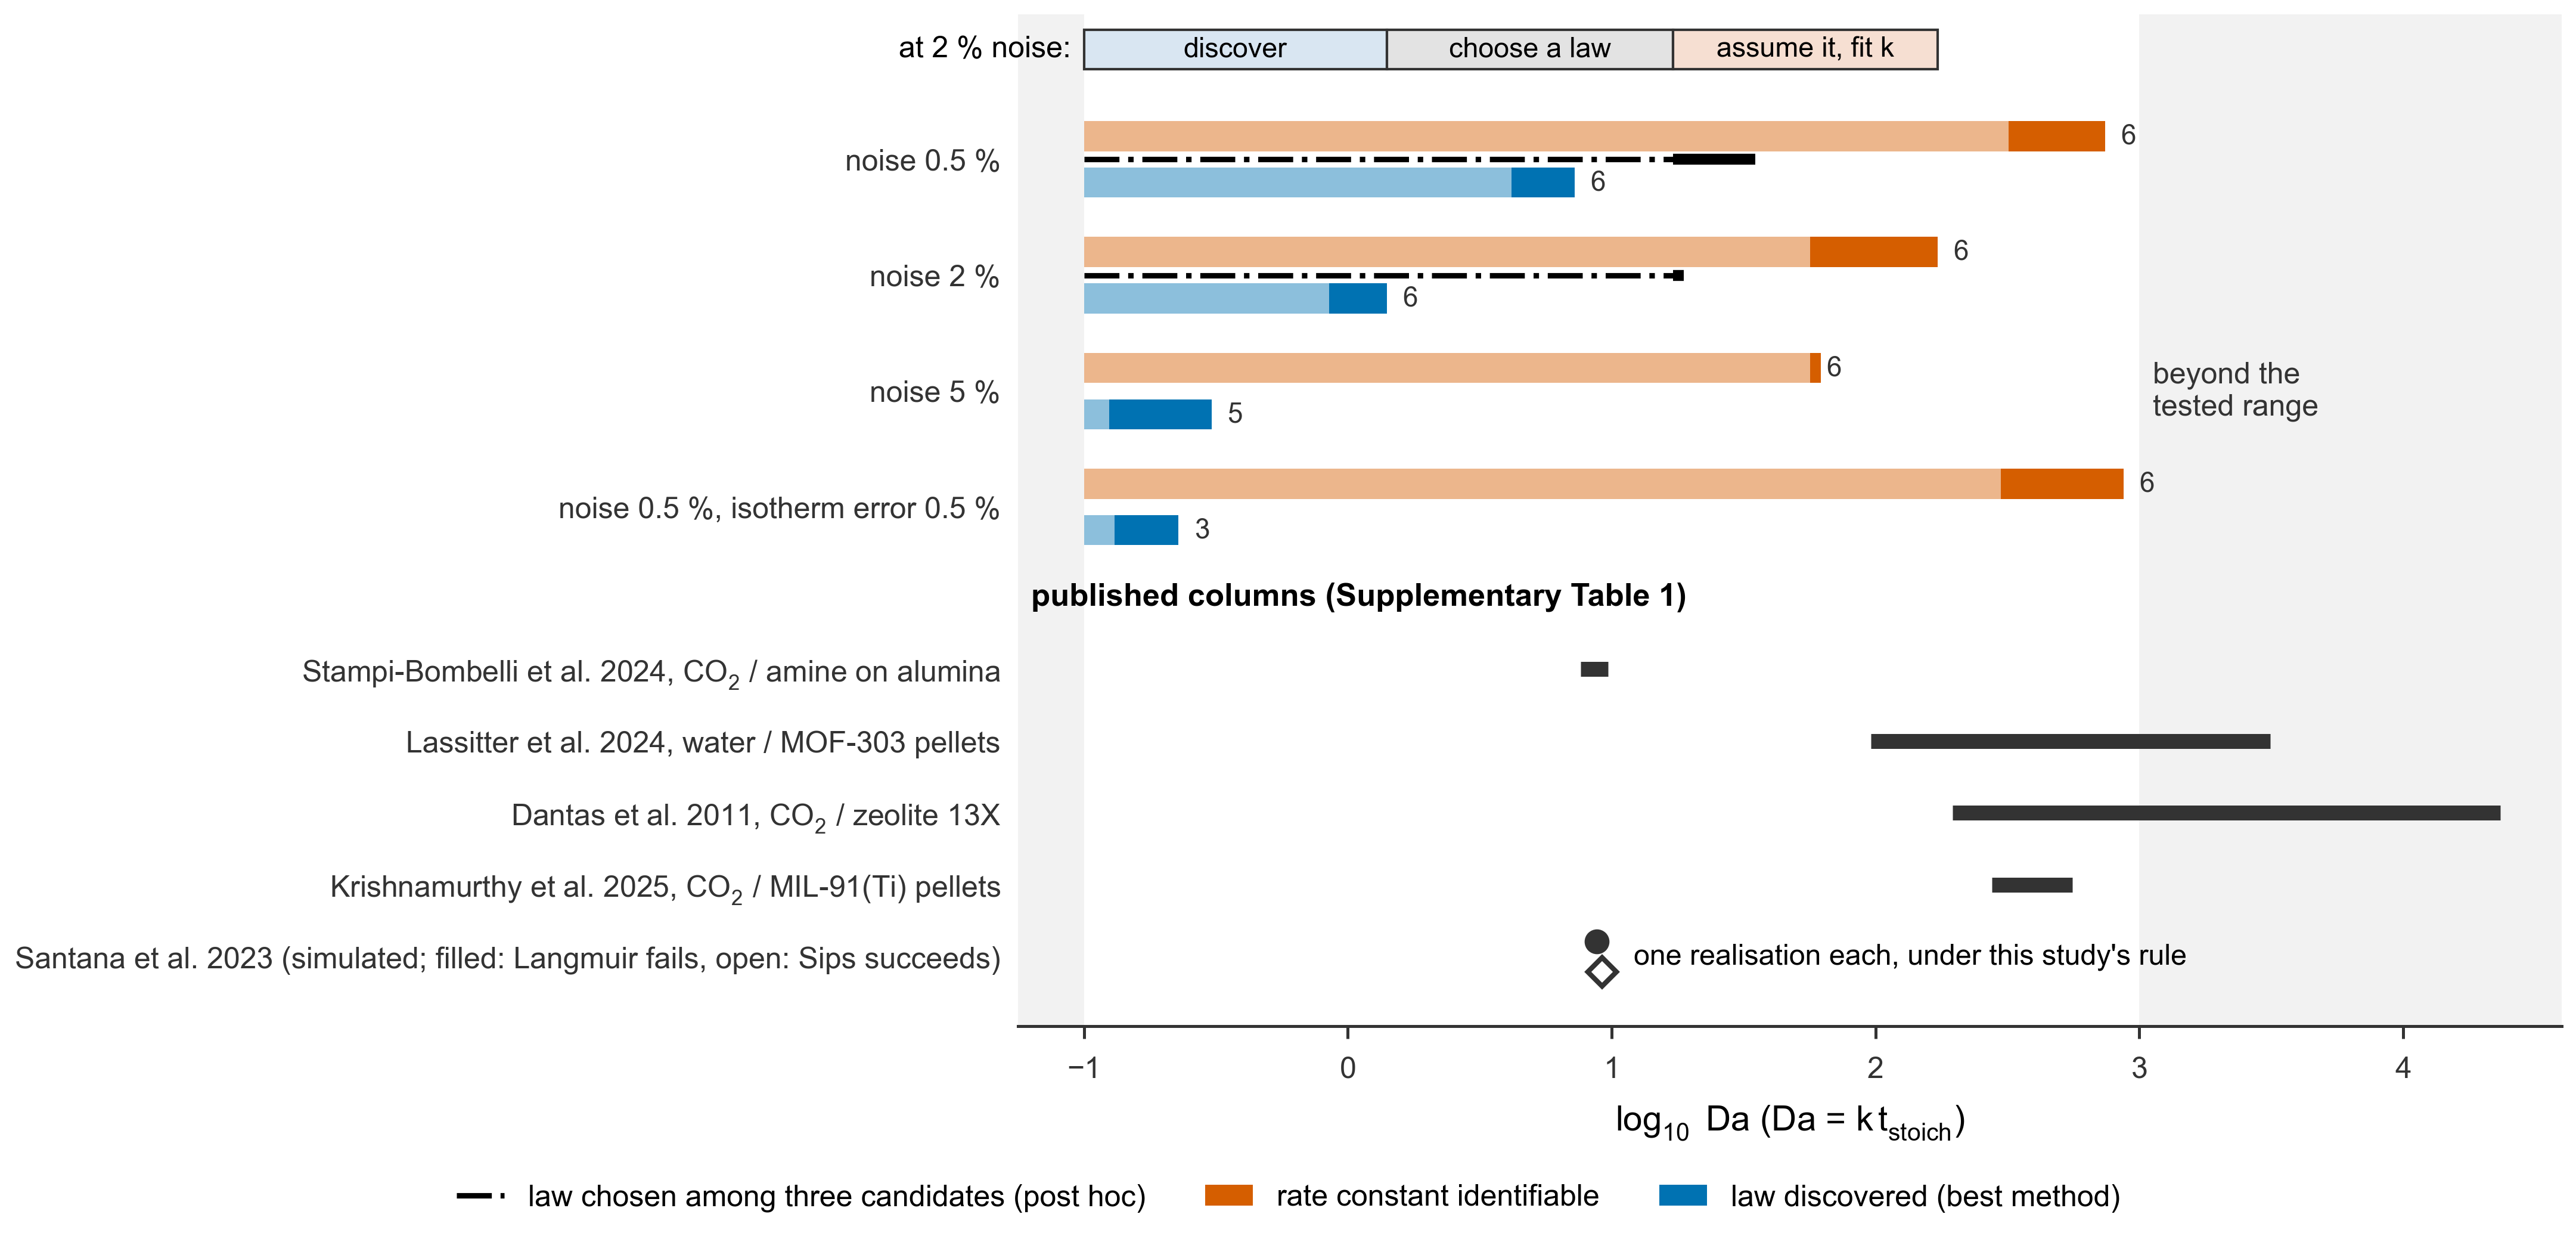 at 2 % noise: discover choose a law assume it, fit k
noise 0.5 % 6
6
noise 2 % 6
6
noise 5 % 6
5
beyond the
tested range
noise 0.5 %, isotherm error 0.5 % 6
3
published columns (Supplementary Table 1)
Stampi-Bombelli et al. 2024, CO₂ / amine on alumina
Lassitter et al. 2024, water / MOF-303 pellets
Dantas et al. 2011, CO₂ / zeolite 13X
Krishnamurthy et al. 2025, CO₂ / MIL-91(Ti) pellets
Santana et al. 2023 (simulated; filled: Langmuir fails, open: Sips succeeds) one realisation each, under this study's rule
−1 0 1 2 3 4
log₁₀ Da (Da = k t_stoich)
law chosen among three candidates (post hoc) rate constant identifiable law discovered (best method)